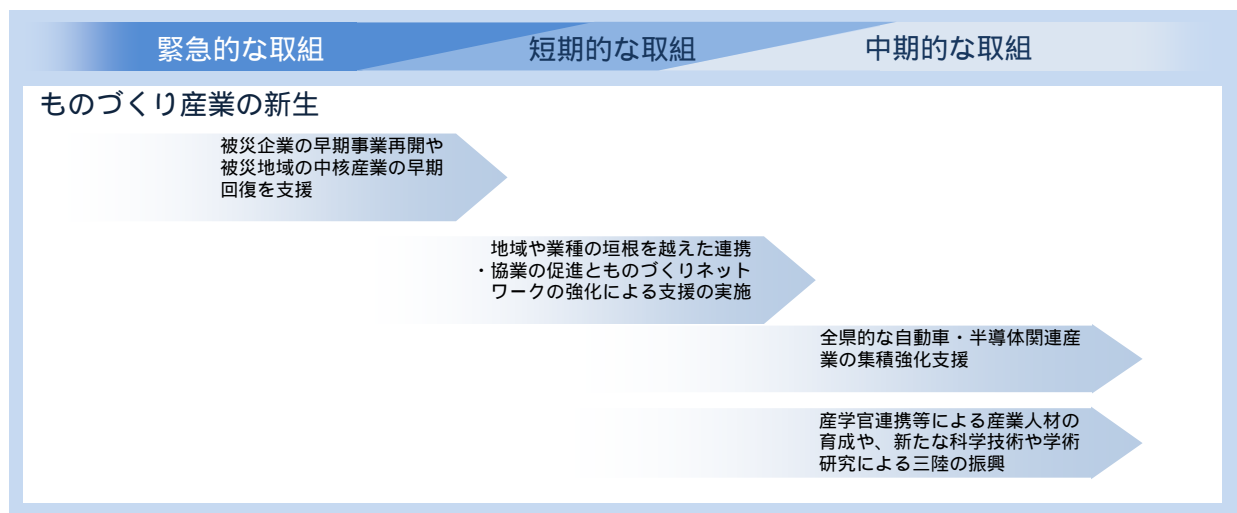 緊急的な取組
短期的な取組
中期的な取組
ものづくり産業の新生
被災企業の早期事業再開や
被災地域の中核産業の早期
回復を支援
地域や業種の垣根を越えた連携
・協業の促進とものづくりネット
ワークの強化による支援の実施
全県的な自動車・半導体関連産
業の集積強化支援
産学官連携等による産業人材の
育成や、新たな科学技術や学術
研究による三陸の振興